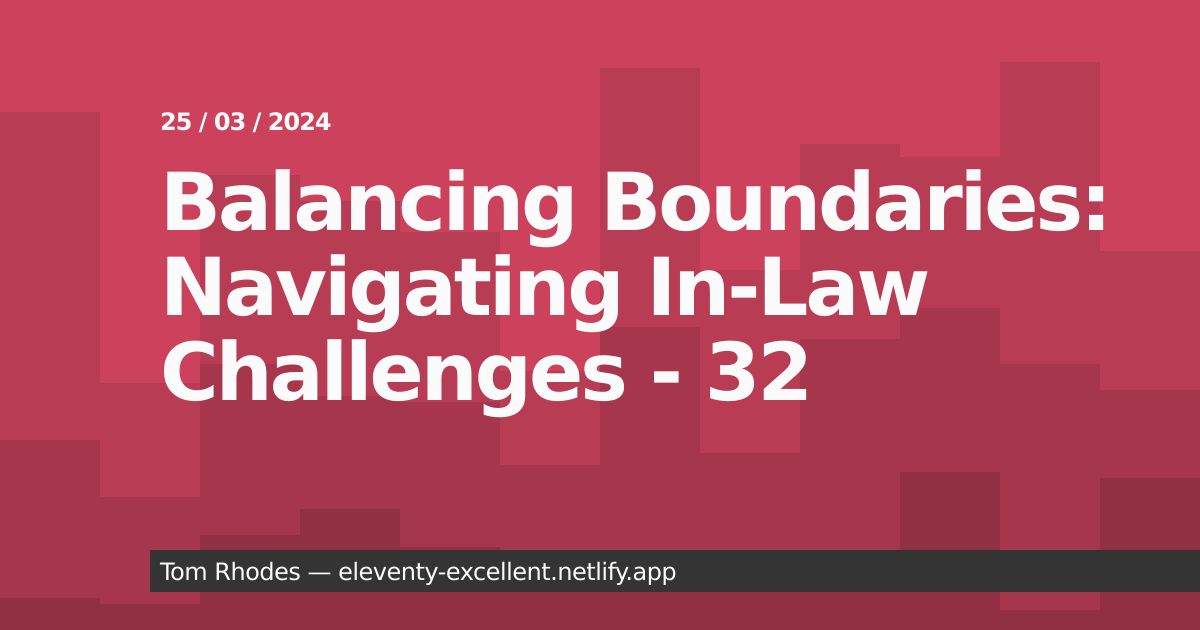 25 / 03 / 2024
Balancing Boundaries:
Navigating In-Law
Challenges - 32
Tom Rhodes — eleventy-excellent.netlify.app